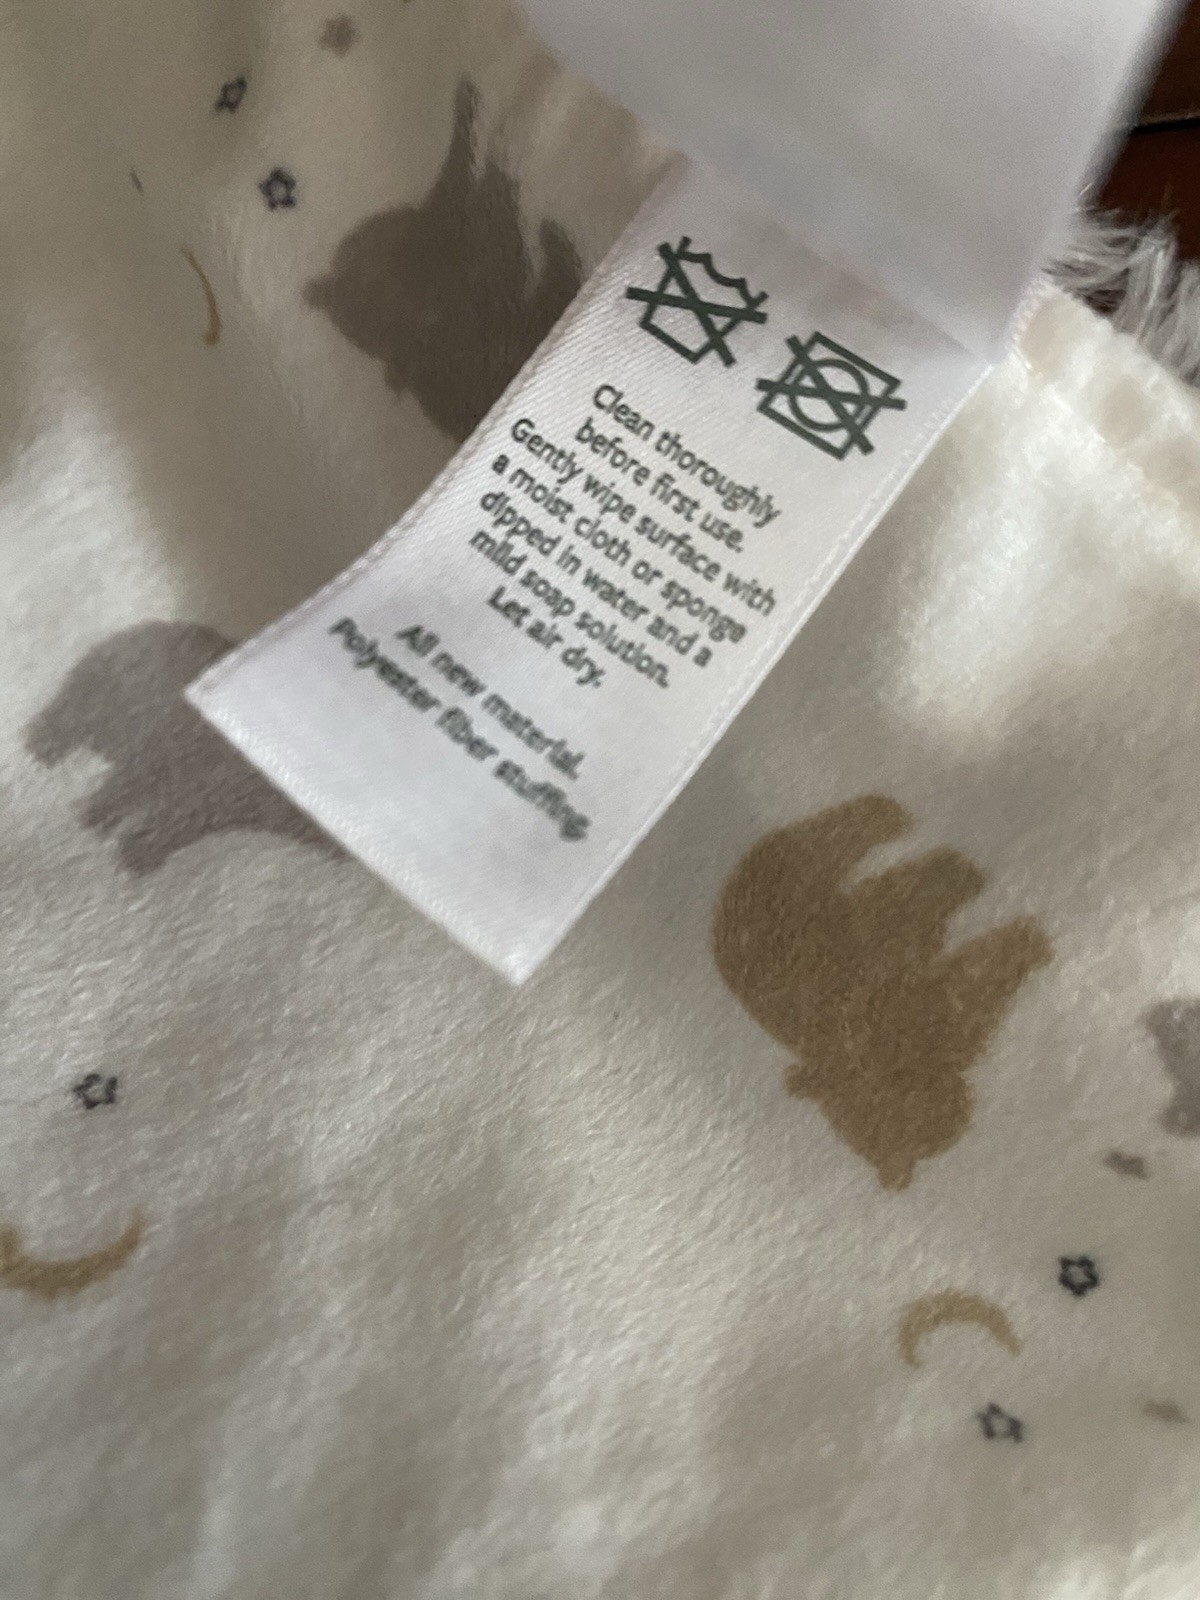 Clean thoroughly
before first use.
Gently wipe surface with
a moist cloth or sponge
dipped in water and a
mild soap solution.
Let air dry.
All new material.
Polyester fiber stuffing.